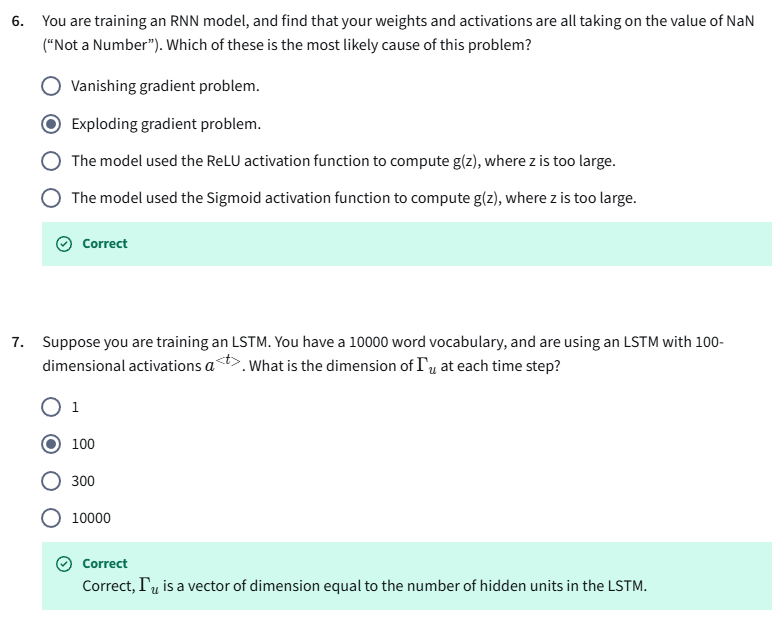 6. You are training an RNN model, and find that your weights and activations are all taking on the value of NaN
(“Not a Number”). Which of these is the most likely cause of this problem?
Vanishing gradient problem.
Exploding gradient problem.
The model used the ReLU activation function to compute g(z), where z is too large.
The model used the Sigmoid activation function to compute g(z), where z is too large.
Correct
7. Suppose you are training an LSTM. You have a 10000 word vocabulary, and are using an LSTM with 100-
dimensional activations a<t>. What is the dimension of Γu at each time step?
1
100
300
10000
Correct
Correct, Γu is a vector of dimension equal to the number of hidden units in the LSTM.